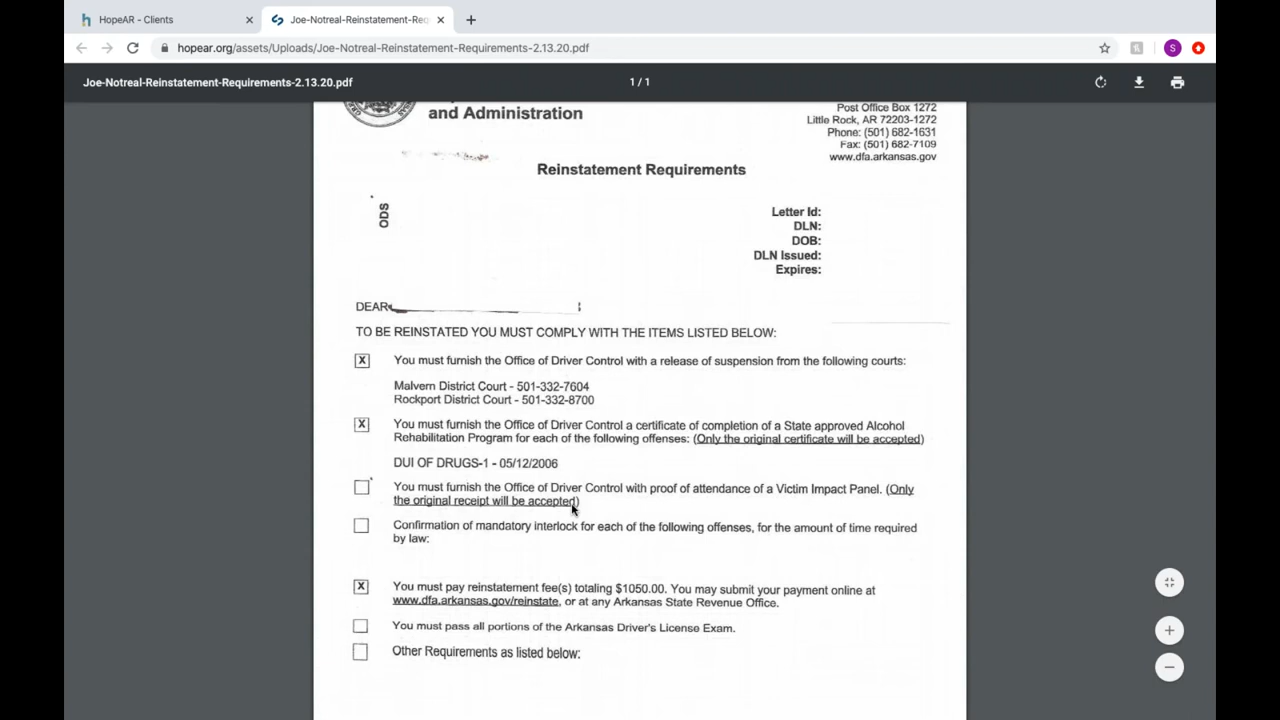 HopeAR - Clients
Joe-Notreal-Reinstatement-Req
hopear.org/assets/Uploads/Joe-Notreal-Reinstatement-Requirements-2.13.20.pdf
S
Joe-Notreal-Reinstatement-Requirements-2.13.20.pdf
1 / 1
and Administration
Post Office Box 1272
Little Rock, AR 72203-1272
Phone: (501) 682-1631
Fax: (501) 682-7109
www.dfa.arkansas.gov
Reinstatement Requirements
ODS
Letter Id:
DLN:
DOB:
DLN Issued:
Expires:
DEAR
TO BE REINSTATED YOU MUST COMPLY WITH THE ITEMS LISTED BELOW:
X You must furnish the Office of Driver Control with a release of suspension from the following courts:
Malvern District Court - 501-332-7604
Rockport District Court - 501-332-8700
X You must furnish the Office of Driver Control a certificate of completion of a State approved Alcohol
Rehabilitation Program for each of the following offenses: (Only the original certificate will be accepted)
DUI OF DRUGS-1 - 05/12/2006
You must furnish the Office of Driver Control with proof of attendance of a Victim Impact Panel. (Only
the original receipt will be accepted)
Confirmation of mandatory interlock for each of the following offenses, for the amount of time required
by law:
X You must pay reinstatement fee(s) totaling $1050.00. You may submit your payment online at
www.dfa.arkansas.gov/reinstate, or at any Arkansas State Revenue Office.
You must pass all portions of the Arkansas Driver's License Exam.
Other Requirements as listed below: